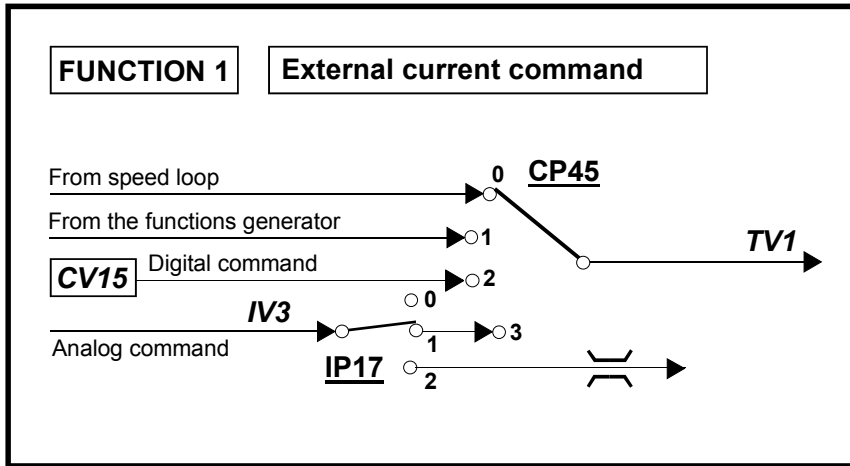 FUNCTION 1
External current command
From speed loop
0
CP45
From the functions generator
1
TV1
CV15
Digital command
2
0
IV3
Analog command
1
3
IP17
2